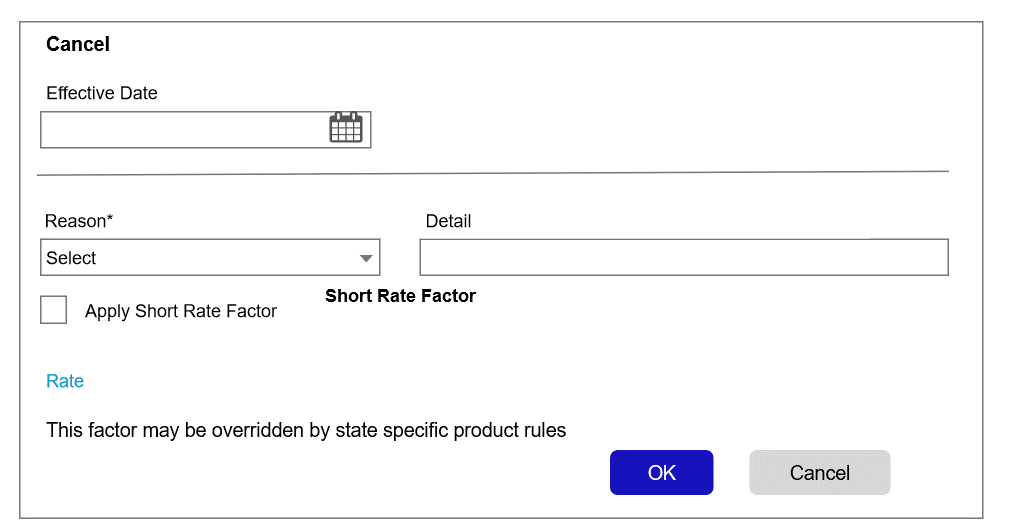 Cancel
Effective Date
Reason*
Detail
Select
Short Rate Factor
Apply Short Rate Factor
Rate
This factor may be overridden by state specific product rules
OK
Cancel